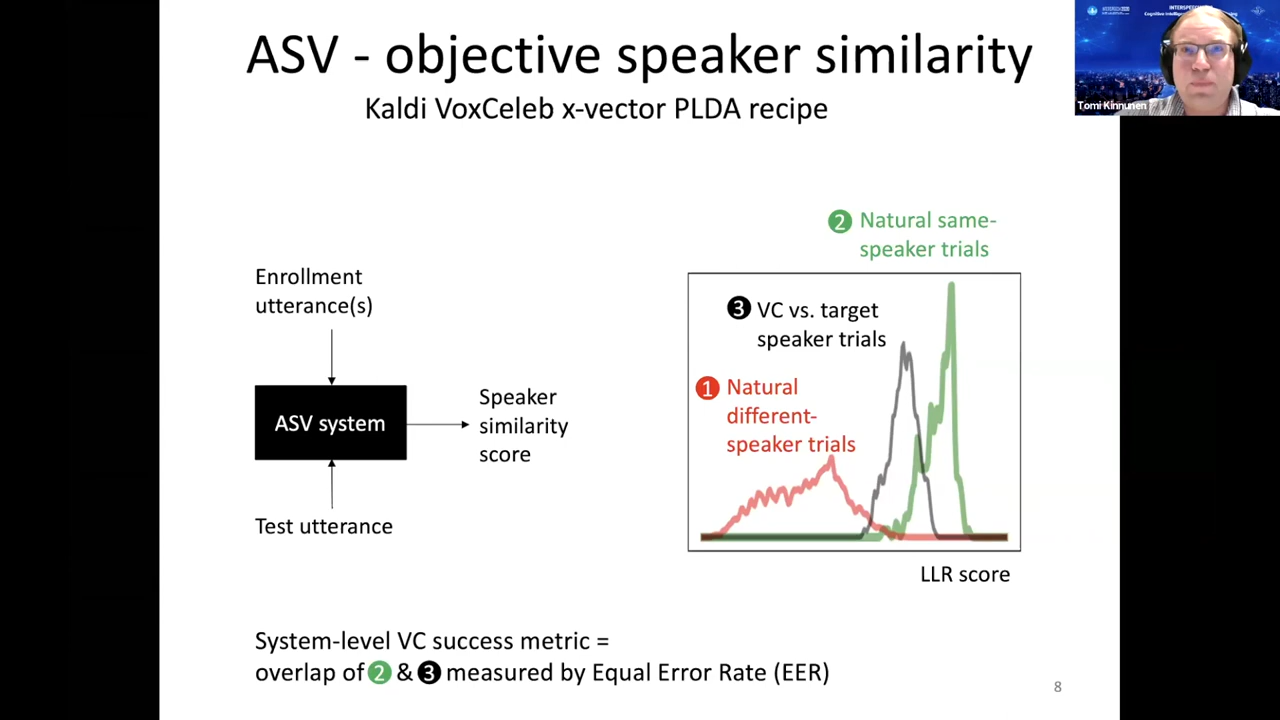 ASV - objective speaker similarity
Kaldi VoxCeleb x-vector PLDA recipe
Tomi Kinnunen
Enrollment
utterance(s)
ASV system
Speaker
similarity
score
Test utterance
2 Natural same-
speaker trials
3 VC vs. target
speaker trials
1 Natural
different-
speaker trials
LLR score
System-level VC success metric =
overlap of 2 & 3 measured by Equal Error Rate (EER)
8